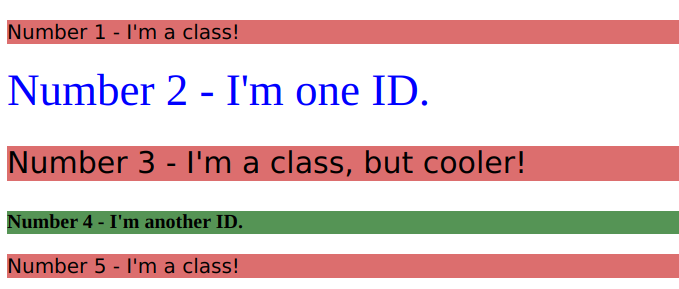 Number 1 - I'm a class!
Number 2 - I'm one ID.
Number 3 - I'm a class, but cooler!
Number 4 - I'm another ID.
Number 5 - I'm a class!